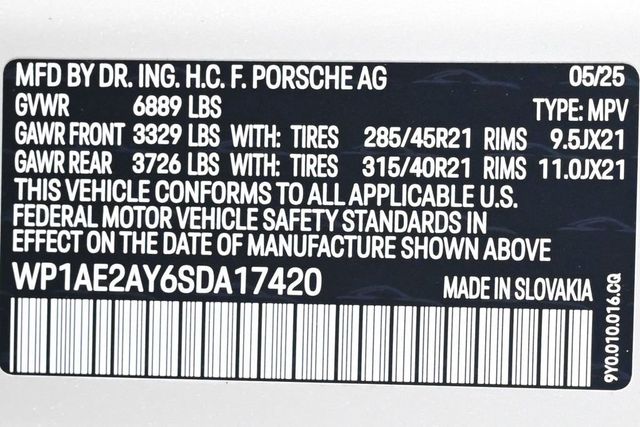 MFD BY DR. ING. H.C. F. PORSCHE AG 05/25
GVWR 6889 LBS TYPE: MPV
GAWR FRONT 3329 LBS WITH: TIRES 285/45R21 RIMS 9.5JX21
GAWR REAR 3726 LBS WITH: TIRES 315/40R21 RIMS 11.0JX21
THIS VEHICLE CONFORMS TO ALL APPLICABLE U.S.
FEDERAL MOTOR VEHICLE SAFETY STANDARDS IN
EFFECT ON THE DATE OF MANUFACTURE SHOWN ABOVE
WP1AE2AY6SDA17420 MADE IN SLOVAKIA
9Y0.010.016.CQ